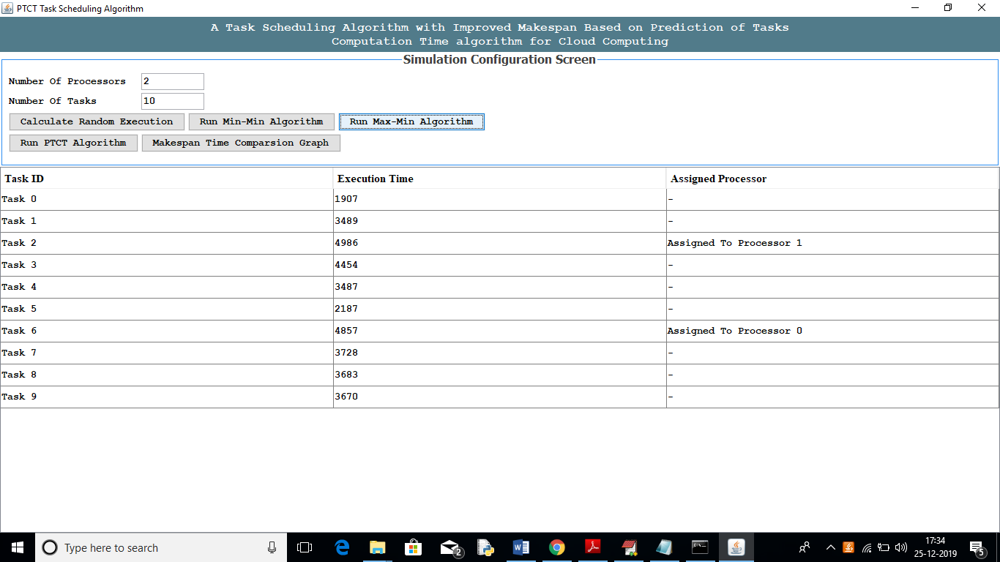 PTCT Task Scheduling Algorithm
A Task Scheduling Algorithm with Improved Makespan Based on Prediction of Tasks
Computation Time algorithm for Cloud Computing
Simulation Configuration Screen
Number Of Processors 2
Number Of Tasks 10
Calculate Random Execution Run Min-Min Algorithm Run Max-Min Algorithm
Run PTCT Algorithm Makespan Time Comparsion Graph
Task ID Execution Time Assigned Processor
Task 0 1907 -
Task 1 3489 -
Task 2 4986 Assigned To Processor 1
Task 3 4454 -
Task 4 3487 -
Task 5 2187 -
Task 6 4857 Assigned To Processor 0
Task 7 3728 -
Task 8 3683 -
Task 9 3670 -
Type here to search 2 17:34 5
25-12-2019